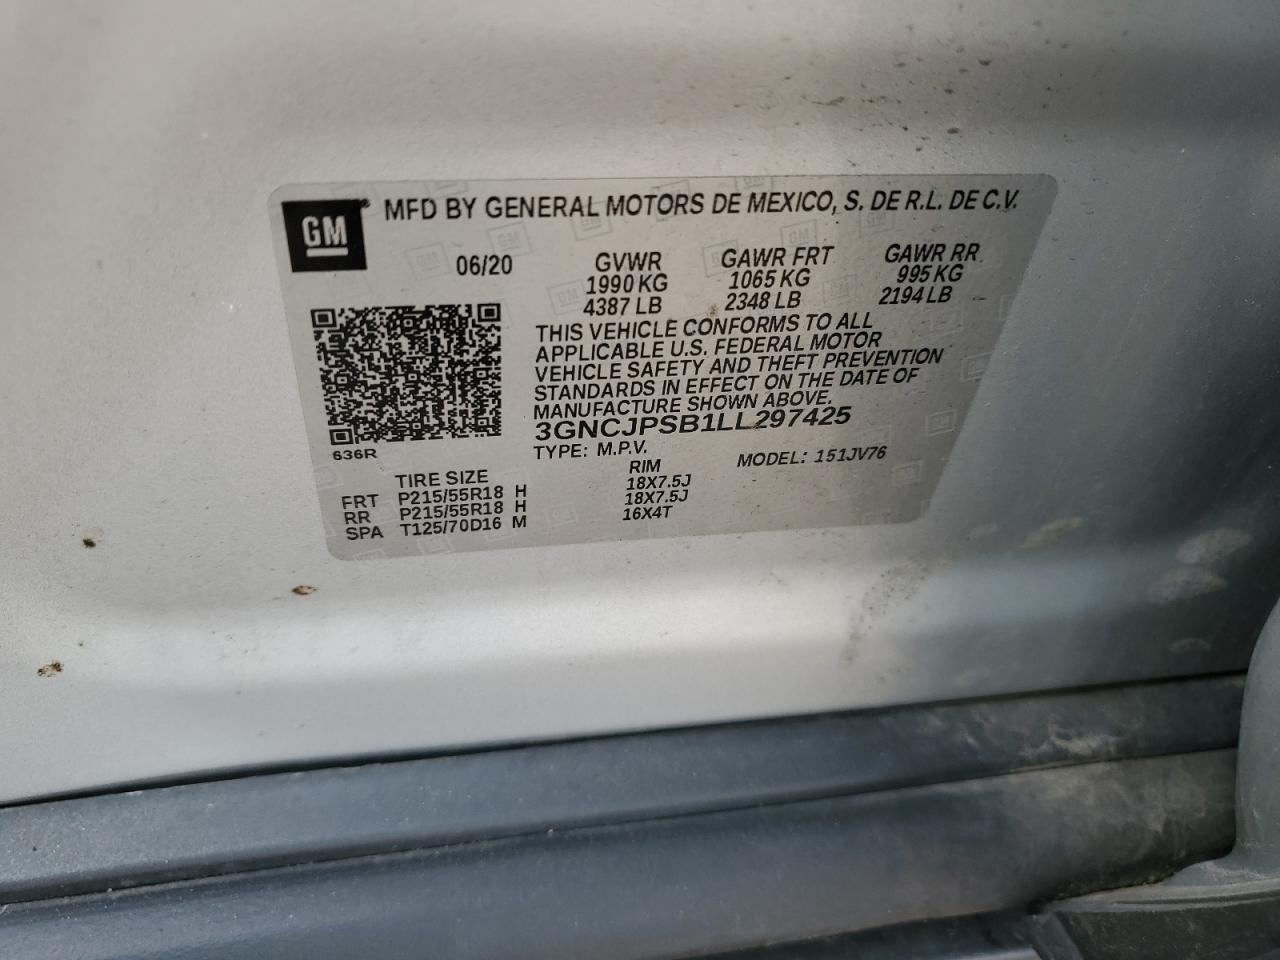 GM ® MFD BY GENERAL MOTORS DE MEXICO, S. DE R.L. DE C.V.
06/20 GVWR GAWR FRT GAWR RR
1990 KG 1065 KG 995 KG
4387 LB 2348 LB 2194 LB
THIS VEHICLE CONFORMS TO ALL
APPLICABLE U.S. FEDERAL MOTOR
VEHICLE SAFETY AND THEFT PREVENTION
STANDARDS IN EFFECT ON THE DATE OF
MANUFACTURE SHOWN ABOVE.
3GNCJPSB1LL297425
636R TYPE: M.P.V. MODEL: 151JV76
TIRE SIZE RIM
FRT P215/55R18 H 18X7.5J
RR P215/55R18 H 18X7.5J
SPA T125/70D16 M 16X4T